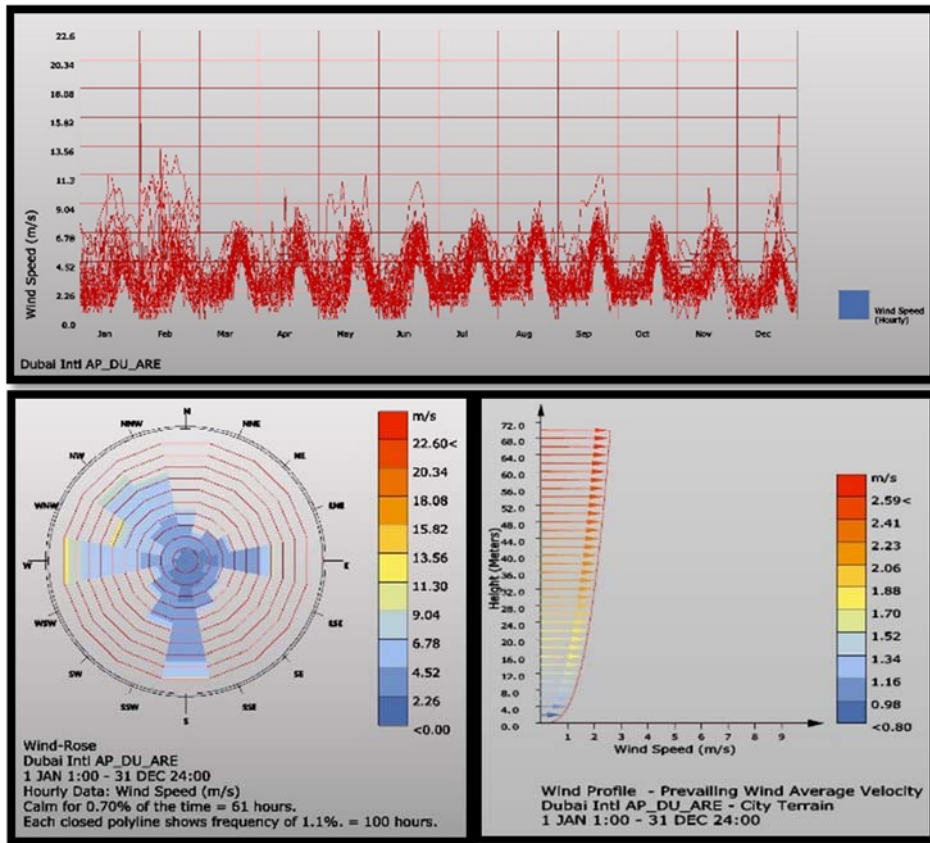 22.6
20.34
18.08
15.82
13.56
11.3
9.04
6.78
4.52
2.26
0.0
Wind Speed (m/s)
Jan Feb Mar Apr May Jun Jul Aug Sep Oct Nov Dec
Wind Speed
(Hourly)
Dubai Intl AP_DU_ARE
N
NNE
NE
ENE
E
ESE
SE
SSE
S
SSW
SW
WSW
W
WNW
NW
NNW
m/s
22.60<
20.34
18.08
15.82
13.56
11.30
9.04
6.78
4.52
2.26
<0.00
Wind-Rose
Dubai Intl AP_DU_ARE
1 JAN 1:00 - 31 DEC 24:00
Hourly Data: Wind Speed (m/s)
Calm for 0.70% of the time = 61 hours.
Each closed polyline shows frequency of 1.1%. = 100 hours.
72.0
68.0
64.0
60.0
56.0
52.0
48.0
44.0
40.0
36.0
32.0
28.0
24.0
20.0
16.0
12.0
8.0
4.0
0.0
Height (Meters)
1 2 3 4 5 6 7 8 9
Wind Speed (m/s)
m/s
2.59<
2.41
2.23
2.06
1.88
1.70
1.52
1.34
1.16
0.98
<0.80
Wind Profile - Prevailing Wind Average Velocity
Dubai Intl AP_DU_ARE - City Terrain
1 JAN 1:00 - 31 DEC 24:00